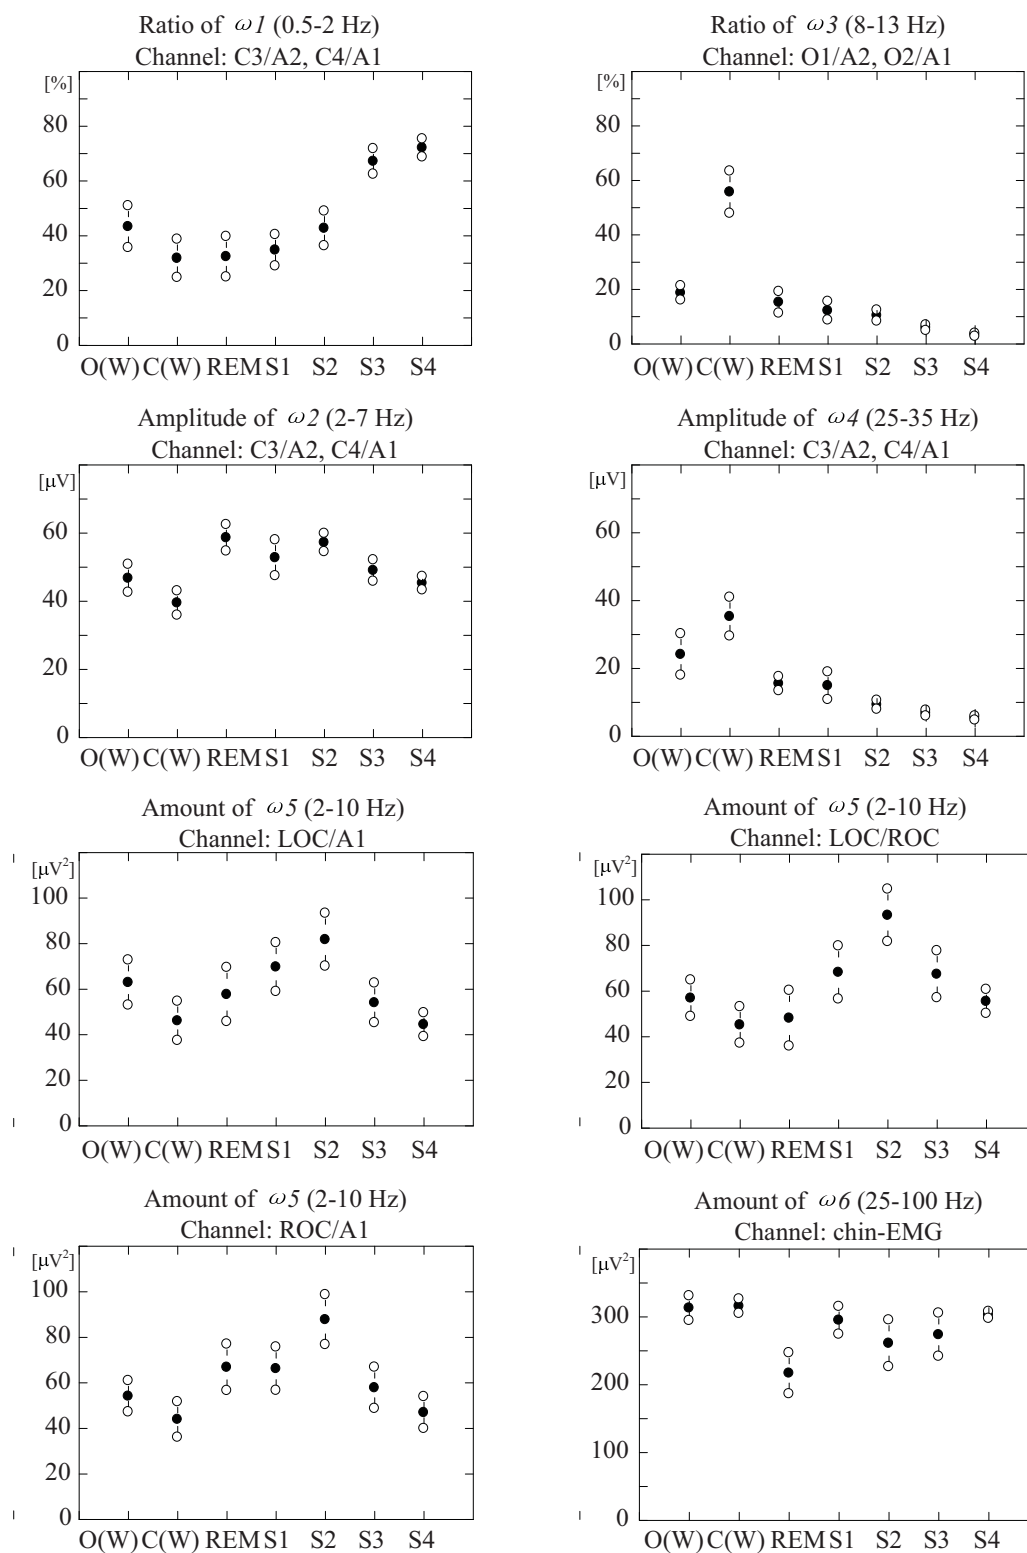 Ratio of ω1 (0.5-2 Hz)
Channel: C3/A2, C4/A1
[%]
80
60
40
20
0
O(W) C(W) REM S1 S2 S3 S4
Ratio of ω3 (8-13 Hz)
Channel: O1/A2, O2/A1
[%]
80
60
40
20
0
O(W) C(W) REM S1 S2 S3 S4
Amplitude of ω2 (2-7 Hz)
Channel: C3/A2, C4/A1
[μV]
60
40
20
0
O(W) C(W) REM S1 S2 S3 S4
Amplitude of ω4 (25-35 Hz)
Channel: C3/A2, C4/A1
[μV]
60
40
20
0
O(W) C(W) REM S1 S2 S3 S4
Amount of ω5 (2-10 Hz)
Channel: LOC/A1
[μV²]
100
80
60
40
20
0
O(W) C(W) REM S1 S2 S3 S4
Amount of ω5 (2-10 Hz)
Channel: LOC/ROC
[μV²]
100
80
60
40
20
0
O(W) C(W) REM S1 S2 S3 S4
Amount of ω5 (2-10 Hz)
Channel: ROC/A1
[μV²]
100
80
60
40
20
0
O(W) C(W) REM S1 S2 S3 S4
Amount of ω6 (25-100 Hz)
Channel: chin-EMG
[μV²]
300
200
100
0
O(W) C(W) REM S1 S2 S3 S4